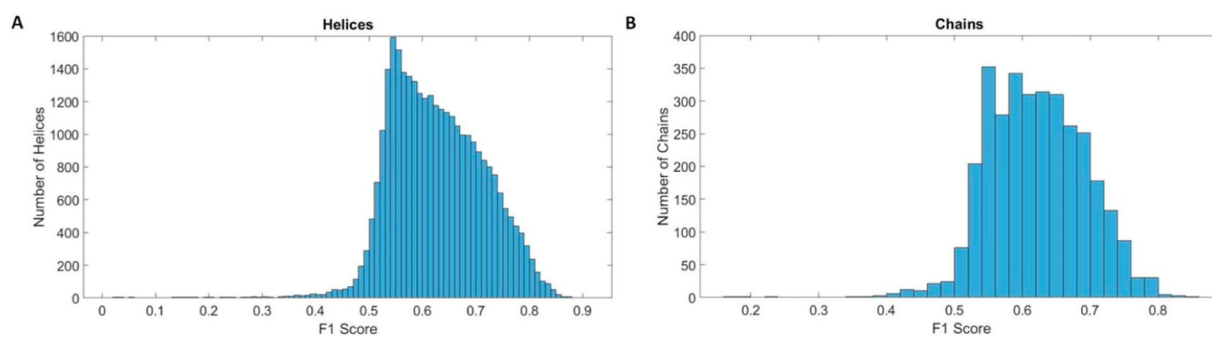 A
Helices
Number of Helices
1600
1400
1200
1000
800
600
400
200
0
0 0.1 0.2 0.3 0.4 0.5 0.6 0.7 0.8 0.9
F1 Score
B
Chains
Number of Chains
400
350
300
250
200
150
100
50
0
0.2 0.3 0.4 0.5 0.6 0.7 0.8
F1 Score